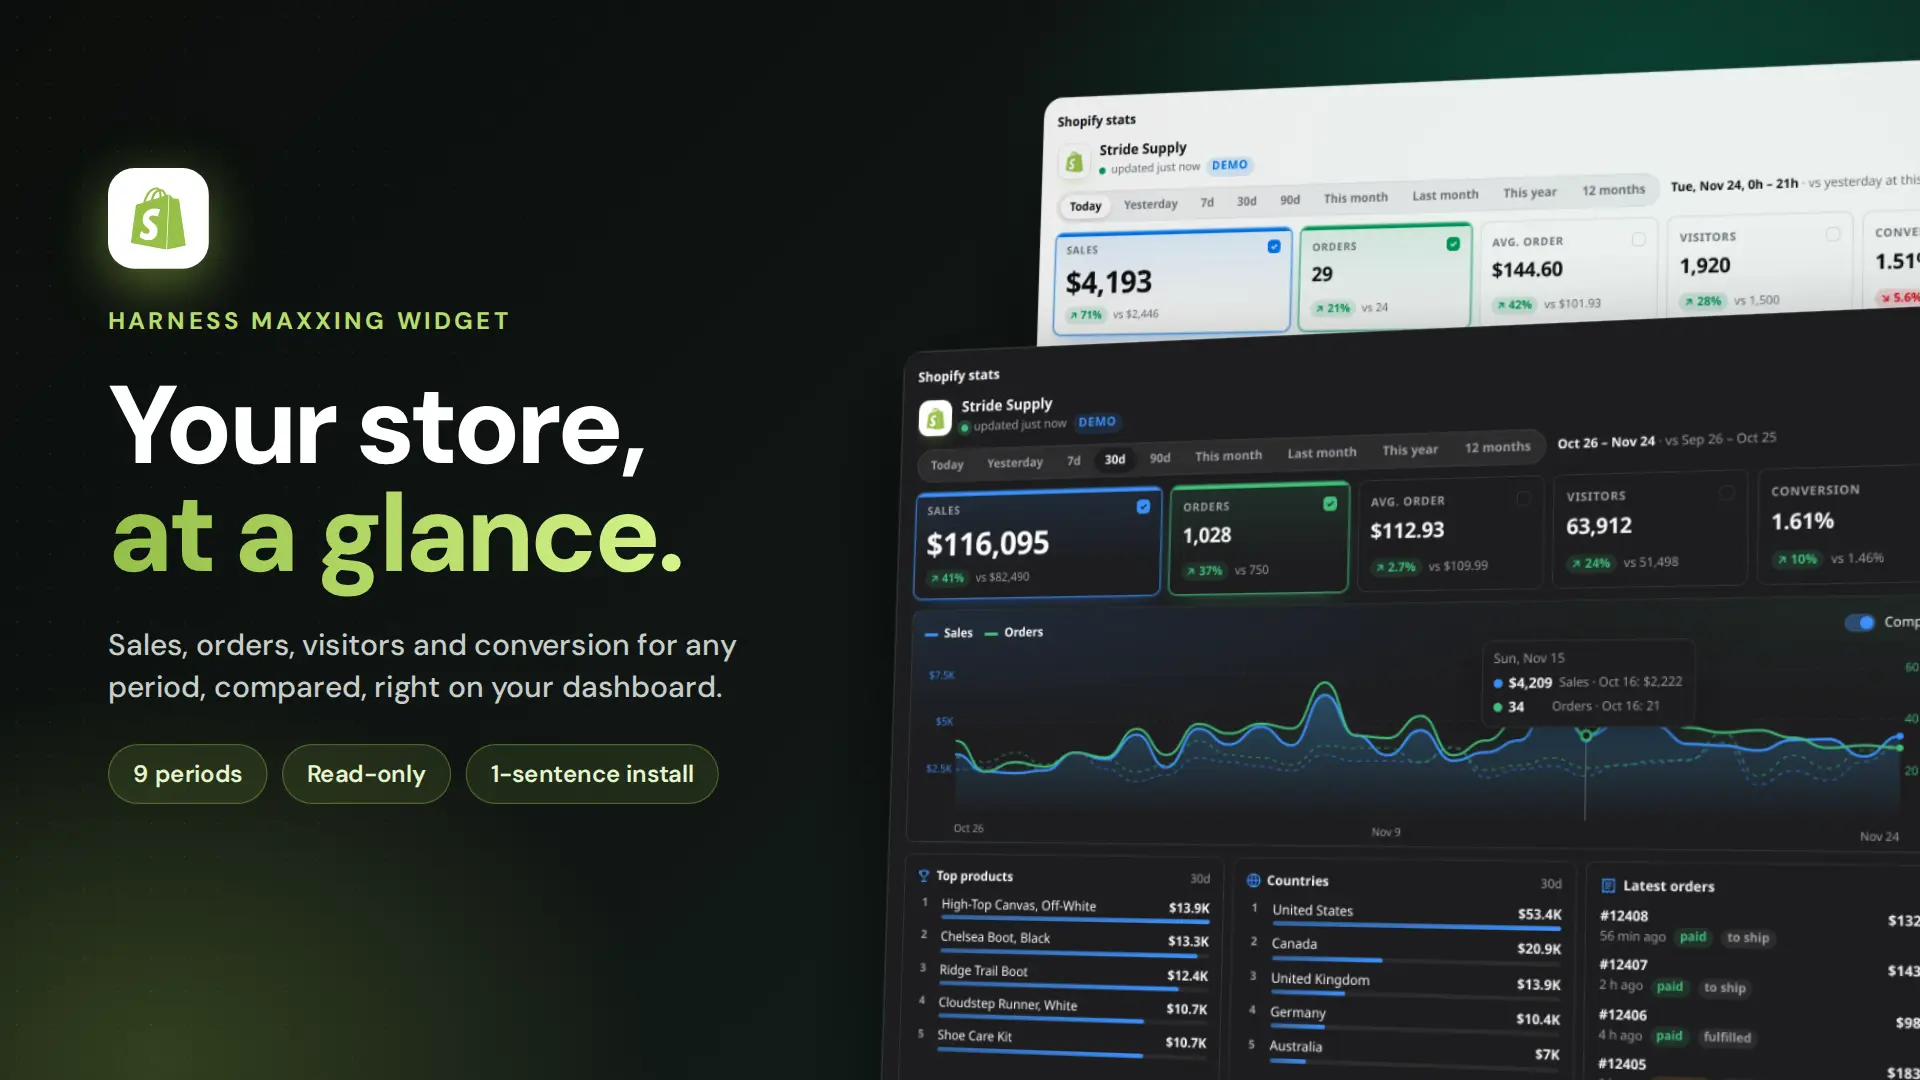 HARNESS MAXXING WIDGET
Your store,
at a glance.
Sales, orders, visitors and conversion for any
period, compared, right on your dashboard.
9 periods
Read-only
1-sentence install
Shopify stats
Stride Supply
updated just now DEMO
Today Yesterday 7d 30d 90d This month Last month This year 12 months Tue, Nov 24, 0h – 21h · vs yesterday at this
SALES ORDERS AVG. ORDER VISITORS
$4,193 29 $144.60 1,920 1.51%
71% vs $2,446 21% vs 24 42% vs $101.93 28% vs 1,500 5.6%
Shopify stats
Stride Supply
updated just now DEMO
Today Yesterday 7d 30d 90d This month Last month This year 12 months Oct 26 – Nov 24 · vs Sep 26 – Oct 25
SALES ORDERS AVG. ORDER VISITORS CONVERSION
$116,095 1,028 $112.93 63,912 1.61%
41% vs $82,490 37% vs 750 2.7% vs $109.99 24% vs 51,498 10% vs 1.46%
Sales Orders
Sun, Nov 15
$4,209 Sales · Oct 16: $2,222
34 Orders · Oct 16: 21
$7.5K 60
$5K 40
$2.5K 20
Oct 26 Nov 9 Nov 24
Top products 30d
1 High-Top Canvas, Off-White $13.9K
2 Chelsea Boot, Black $13.3K
3 Ridge Trail Boot $12.4K
4 Cloudstep Runner, White $10.7K
5 Shoe Care Kit $10.7K
Countries 30d
1 United States $53.4K
2 Canada $20.9K
3 United Kingdom $13.9K
4 Germany $10.4K
5 Australia $7K
Latest orders
#12408 $132
56 min ago paid to ship
#12407 $143
2 h ago paid to ship
#12406 $98
4 h ago paid fulfilled
#12405 $183